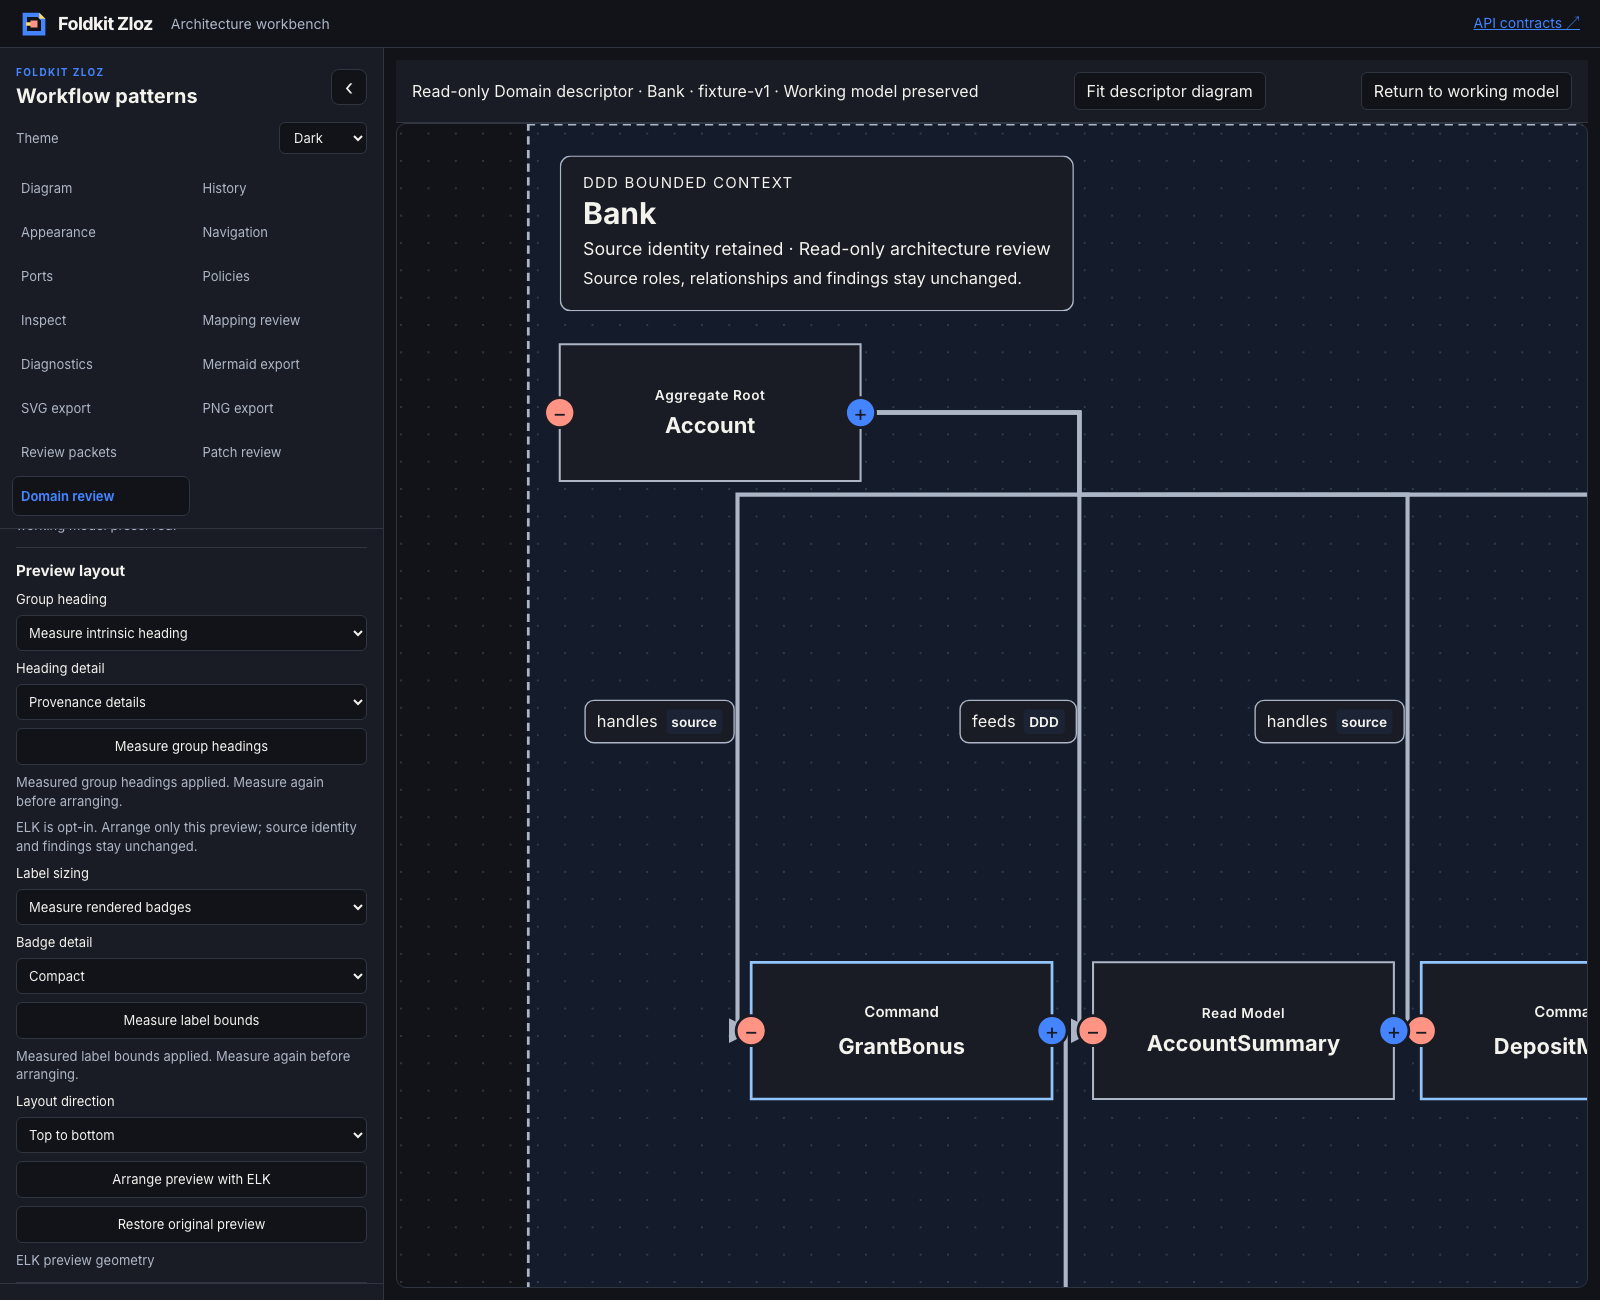 Foldkit Zloz
Architecture workbench
API contracts ↗
FOLDKIT ZLOZ
Workflow patterns
Theme
Dark
Diagram
History
Appearance
Navigation
Ports
Policies
Inspect
Mapping review
Diagnostics
Mermaid export
SVG export
PNG export
Review packets
Patch review
Domain review
working model preserved.
Preview layout
Group heading
Measure intrinsic heading
Heading detail
Provenance details
Measure group headings
Measured group headings applied. Measure again
before arranging.
ELK is opt-in. Arrange only this preview; source identity
and findings stay unchanged.
Label sizing
Measure rendered badges
Badge detail
Compact
Measure label bounds
Measured label bounds applied. Measure again before
arranging.
Layout direction
Top to bottom
Arrange preview with ELK
Restore original preview
ELK preview geometry
Read-only Domain descriptor · Bank · fixture-v1 · Working model preserved
Fit descriptor diagram
Return to working model
DDD BOUNDED CONTEXT
Bank
Source identity retained · Read-only architecture review
Source roles, relationships and findings stay unchanged.
Aggregate Root
Account
handles source
feeds DDD
handles source
Command
GrantBonus
Read Model
AccountSummary
Comma
DepositM